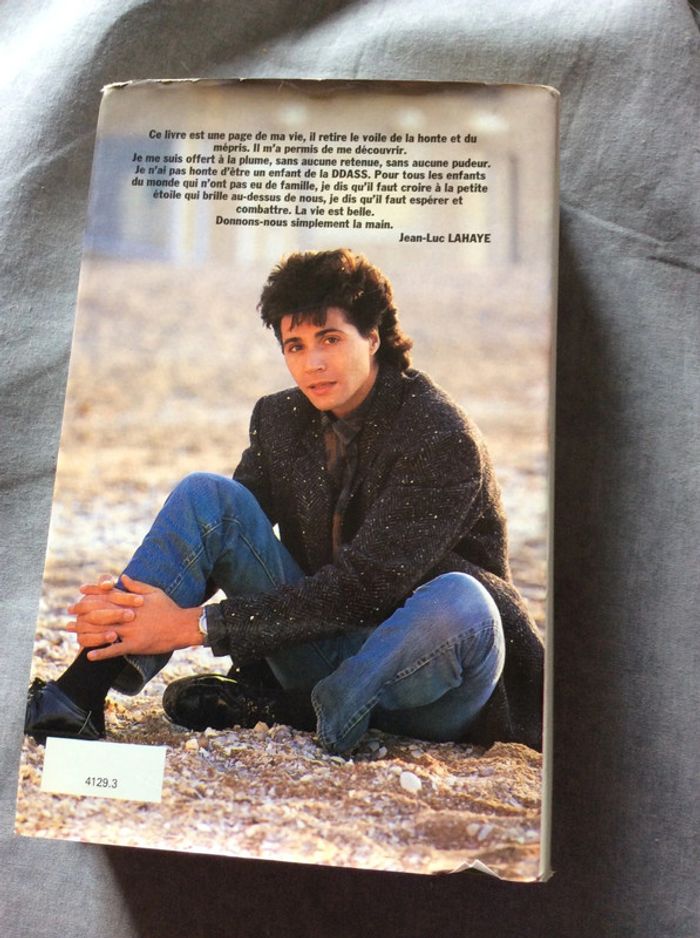 Ce livre est une page de ma vie, il retire le voile de la honte et du
mépris. Il m'a permis de me découvrir.
Je me suis offert à la plume, sans aucune retenue, sans aucune pudeur.
Je n'ai pas honte d'être un enfant de la DDASS. Pour tous les enfants
du monde qui n'ont pas eu de famille, je dis qu'il faut croire à la petite
étoile qui brille au-dessus de nous, je dis qu'il faut espérer et
combattre. La vie est belle.
Donnons-nous simplement la main.
Jean-Luc LAHAYE
4129.3